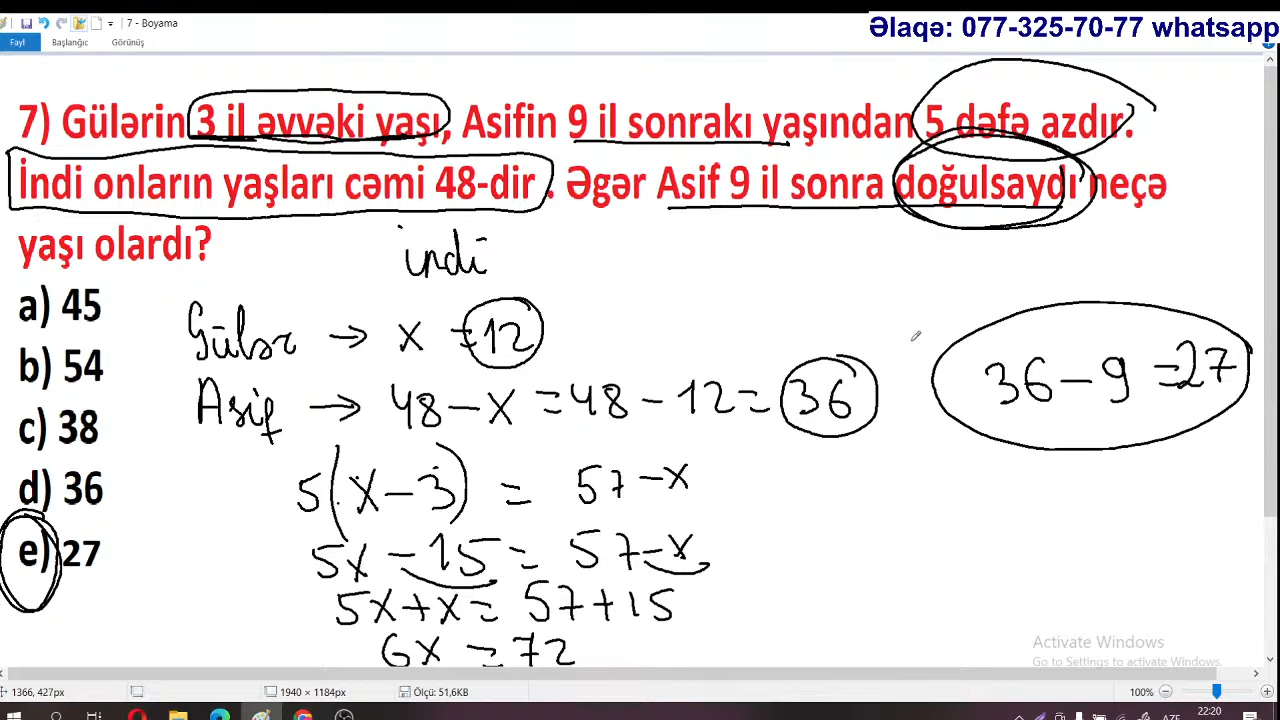 7 - Boyama
Əlaqə: 077-325-70-77 whatsapp
Fayl Başlanğıc Görünüş
7) Gülərin 3 il əvvəki yaşı, Asifin 9 il sonrakı yaşından 5 dəfə azdır.
İndi onların yaşları cəmi 48-dir . Əgər Asif 9 il sonra doğulsaydı neçə
yaşı olardı?
indi
a) 45
Gülər → x = 12
b) 54
36 - 9 = 27
Asif → 48 - x = 48 - 12 = 36
c) 38
d) 36
5(x - 3) = 57 - x
e) 27
5x - 15 = 57 - x
5x + x = 57 + 15
6x = 72
Activate Windows
Go to Settings to activate Windows.
1366, 427px 1940 × 1184px Ölçü: 51,6KB 100%
AZE 22:20